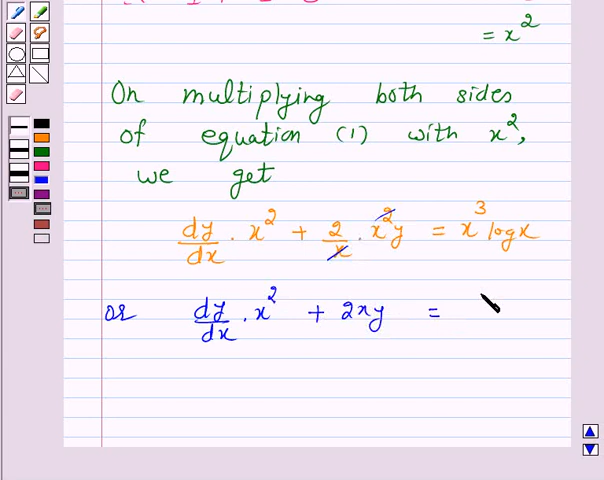 = x²
On multiplying both sides
of equation (1) with x²,
we get
dy/dx . x² + 2/x . x²y = x³ log x
or dy/dx . x² + 2xy =